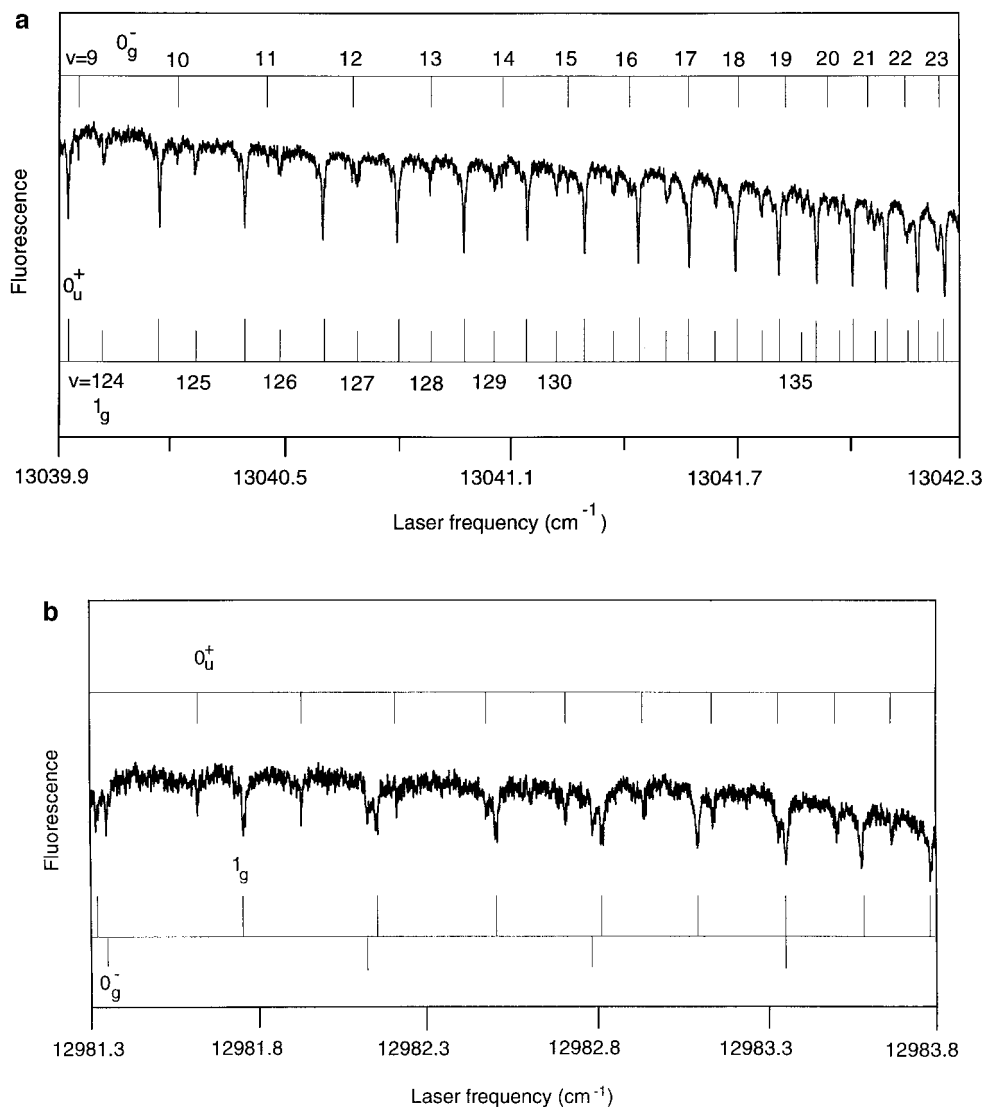 a
0g-
v=9 10 11 12 13 14 15 16 17 18 19 20 21 22 23
Fluorescence
0u+
v=124 125 126 127 128 129 130 135
1g
13039.9 13040.5 13041.1 13041.7 13042.3
Laser frequency (cm-1)
b
0u+
Fluorescence
1g
0g-
12981.3 12981.8 12982.3 12982.8 12983.3 12983.8
Laser frequency (cm-1)